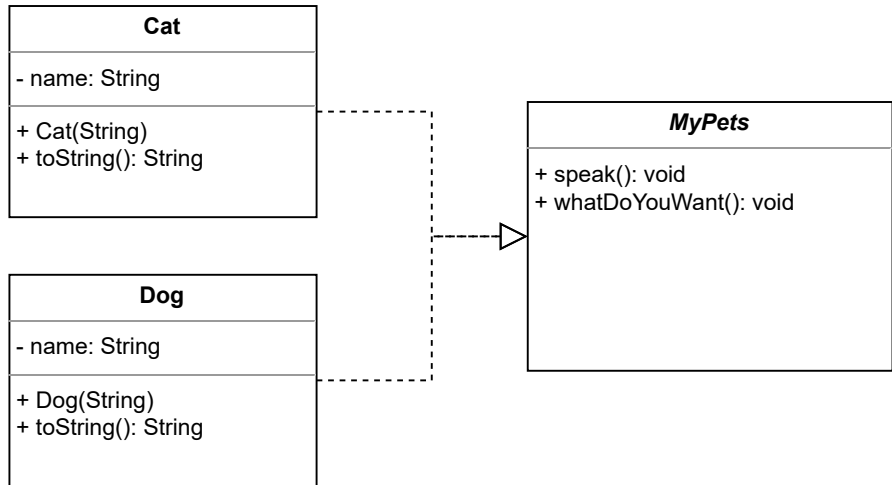 Cat
- name: String
+ Cat(String)
+ toString(): String
MyPets
+ speak(): void
+ whatDoYouWant(): void
Dog
- name: String
+ Dog(String)
+ toString(): String